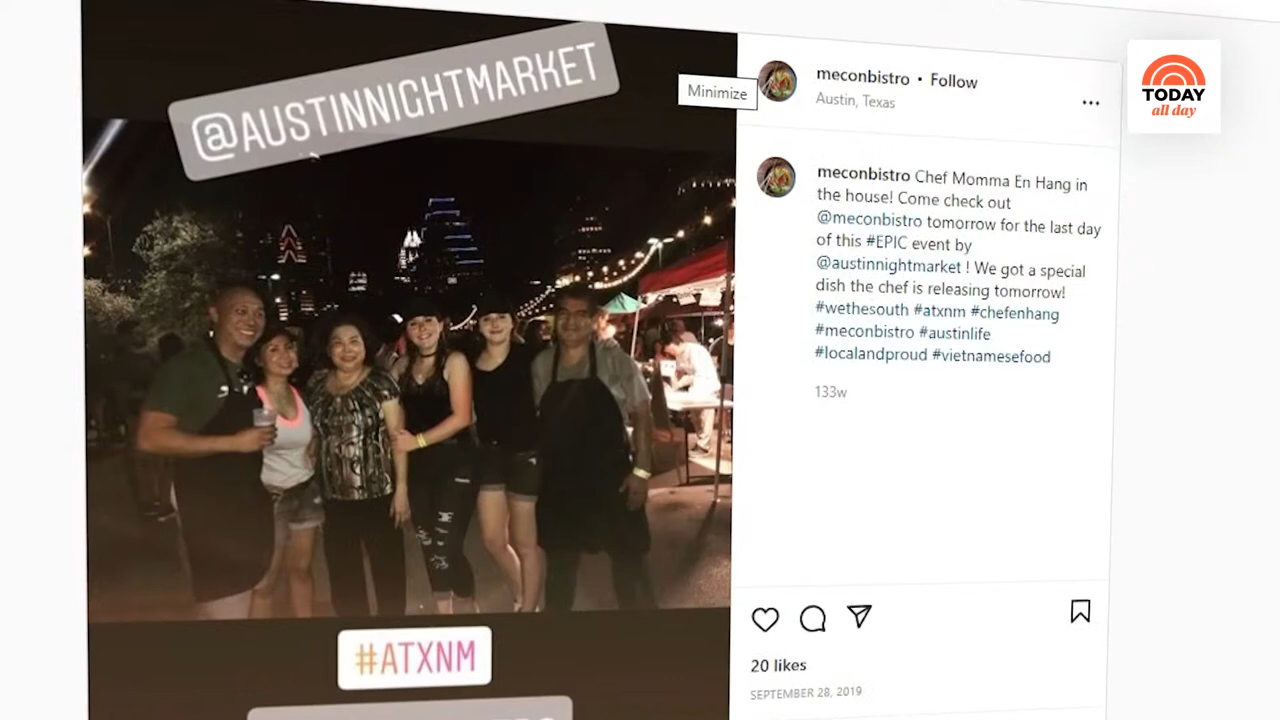 @AUSTINNIGHTMARKET
Minimize
meconbistro • Follow
Austin, Texas
TODAY
all day
meconbistro Chef Momma En Hang in
the house! Come check out
@meconbistro tomorrow for the last day
of this #EPIC event by
@austinnightmarket ! We got a special
dish the chef is releasing tomorrow!
#wethesouth #atxnm #chefenhang
#meconbistro #austinlife
#localandproud #vietnamesefood
133w
#ATXNM
20 likes
SEPTEMBER 28, 2019